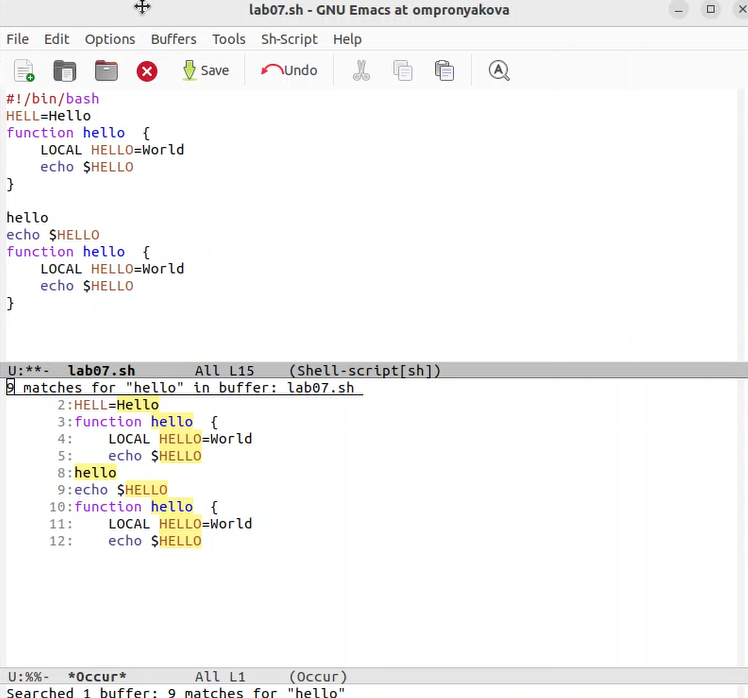 lab07.sh - GNU Emacs at ompronyakova
File Edit Options Buffers Tools Sh-Script Help
Save Undo
#!/bin/bash
HELL=Hello
function hello  {
    LOCAL HELLO=World
    echo $HELLO
}
hello
echo $HELLO
function hello  {
    LOCAL HELLO=World
    echo $HELLO
}
U:**-  lab07.sh       All L15    (Shell-script[sh])
9 matches for "hello" in buffer: lab07.sh
      2:HELL=Hello
      3:function hello  {
      4:    LOCAL HELLO=World
      5:    echo $HELLO
      8:hello
      9:echo $HELLO
     10:function hello  {
     11:    LOCAL HELLO=World
     12:    echo $HELLO
U:%%-  *Occur*        All L1     (Occur)
Searched 1 buffer; 9 matches for "hello"